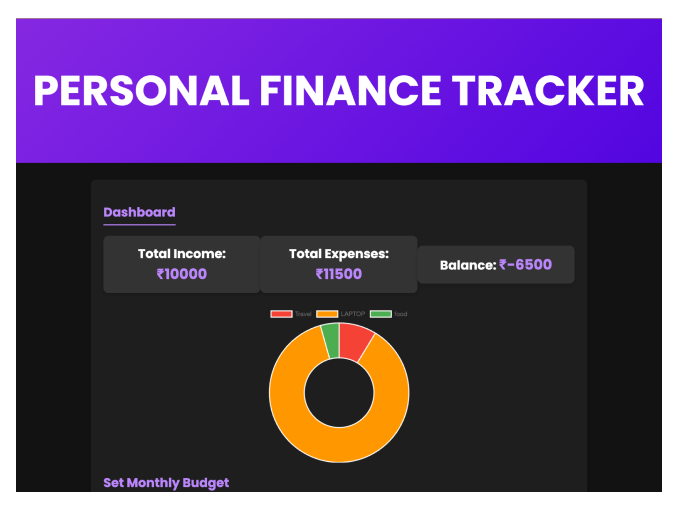 PERSONAL FINANCE TRACKER
Dashboard
Total Income:
₹10000
Total Expenses:
₹11500
Balance: ₹-6500
Travel LAPTOP food
Set Monthly Budget